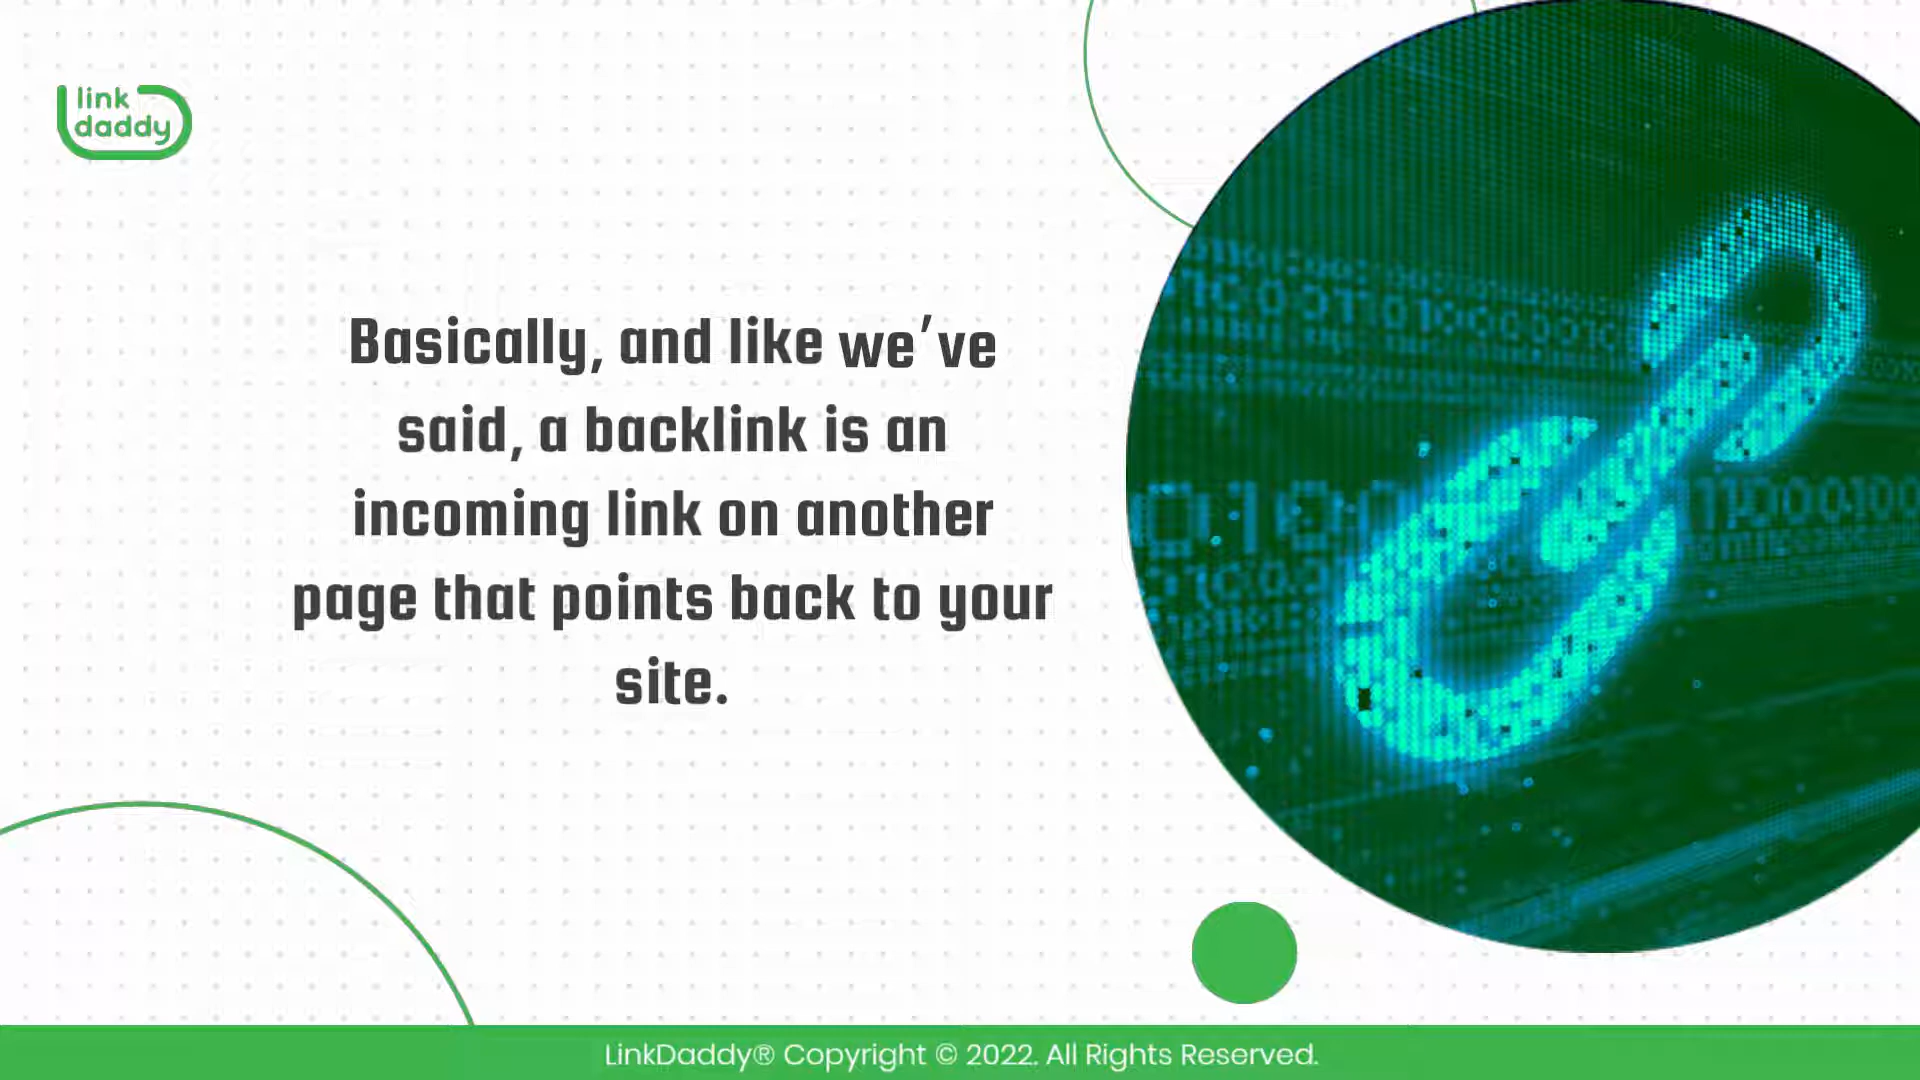 link
daddy
Basically, and like we've
said, a backlink is an
incoming link on another
page that points back to your
site.
LinkDaddy® Copyright © 2022. All Rights Reserved.